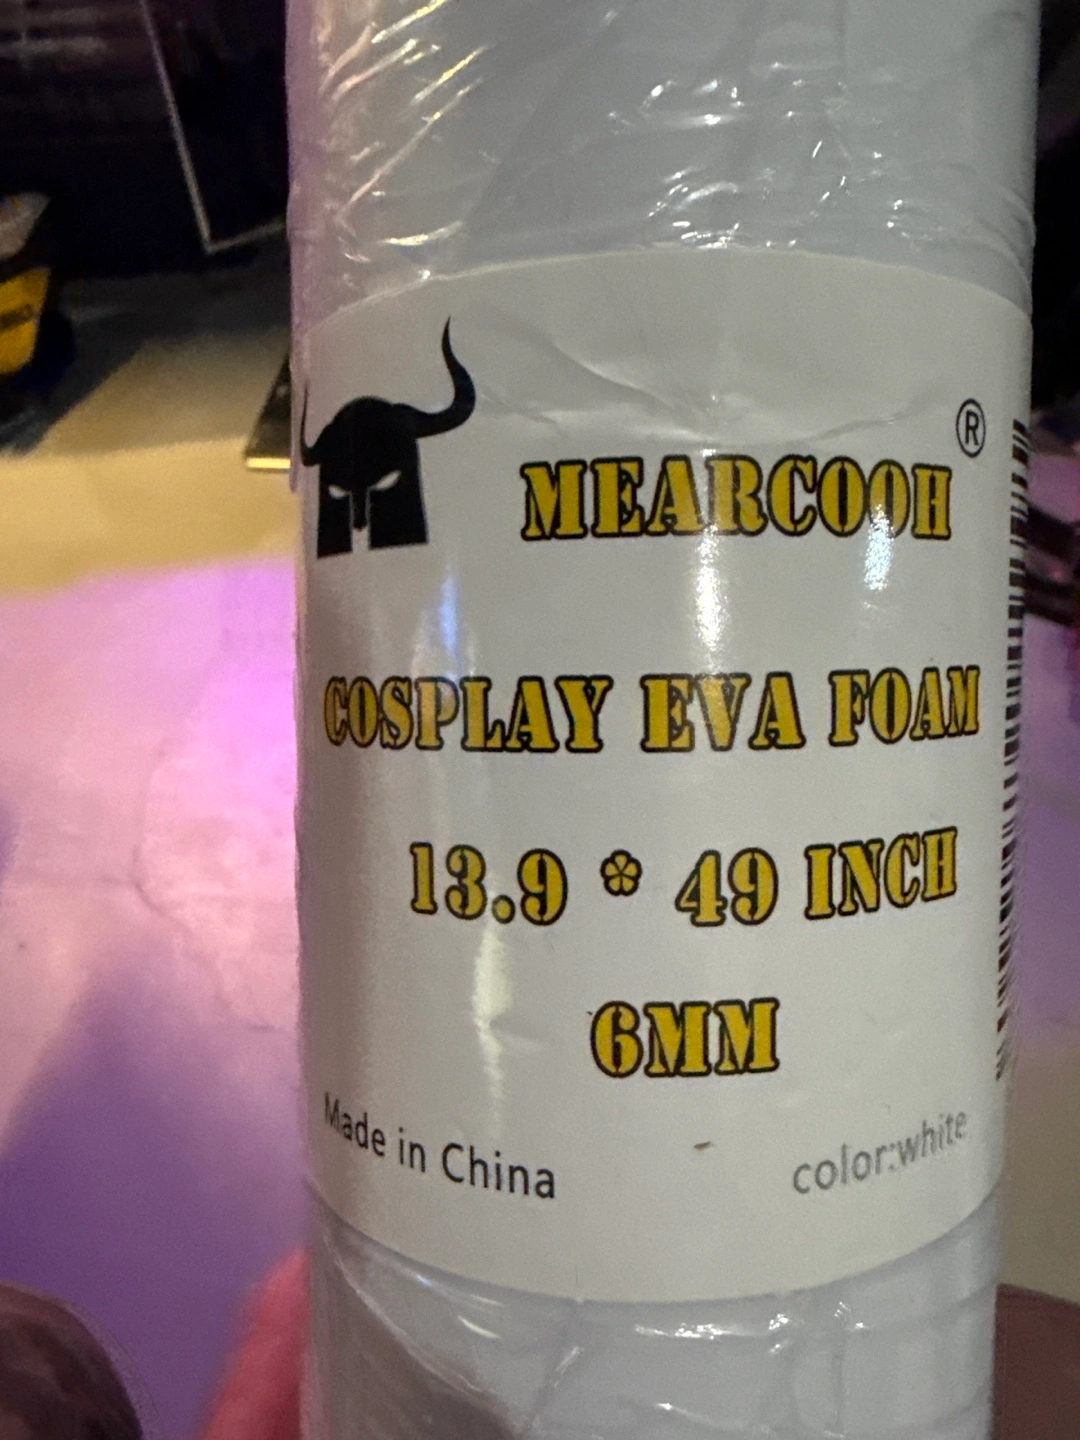 MEARCOOH®
COSPLAY EVA FOAM
13.9 * 49 INCH
6MM
Made in China
color:white